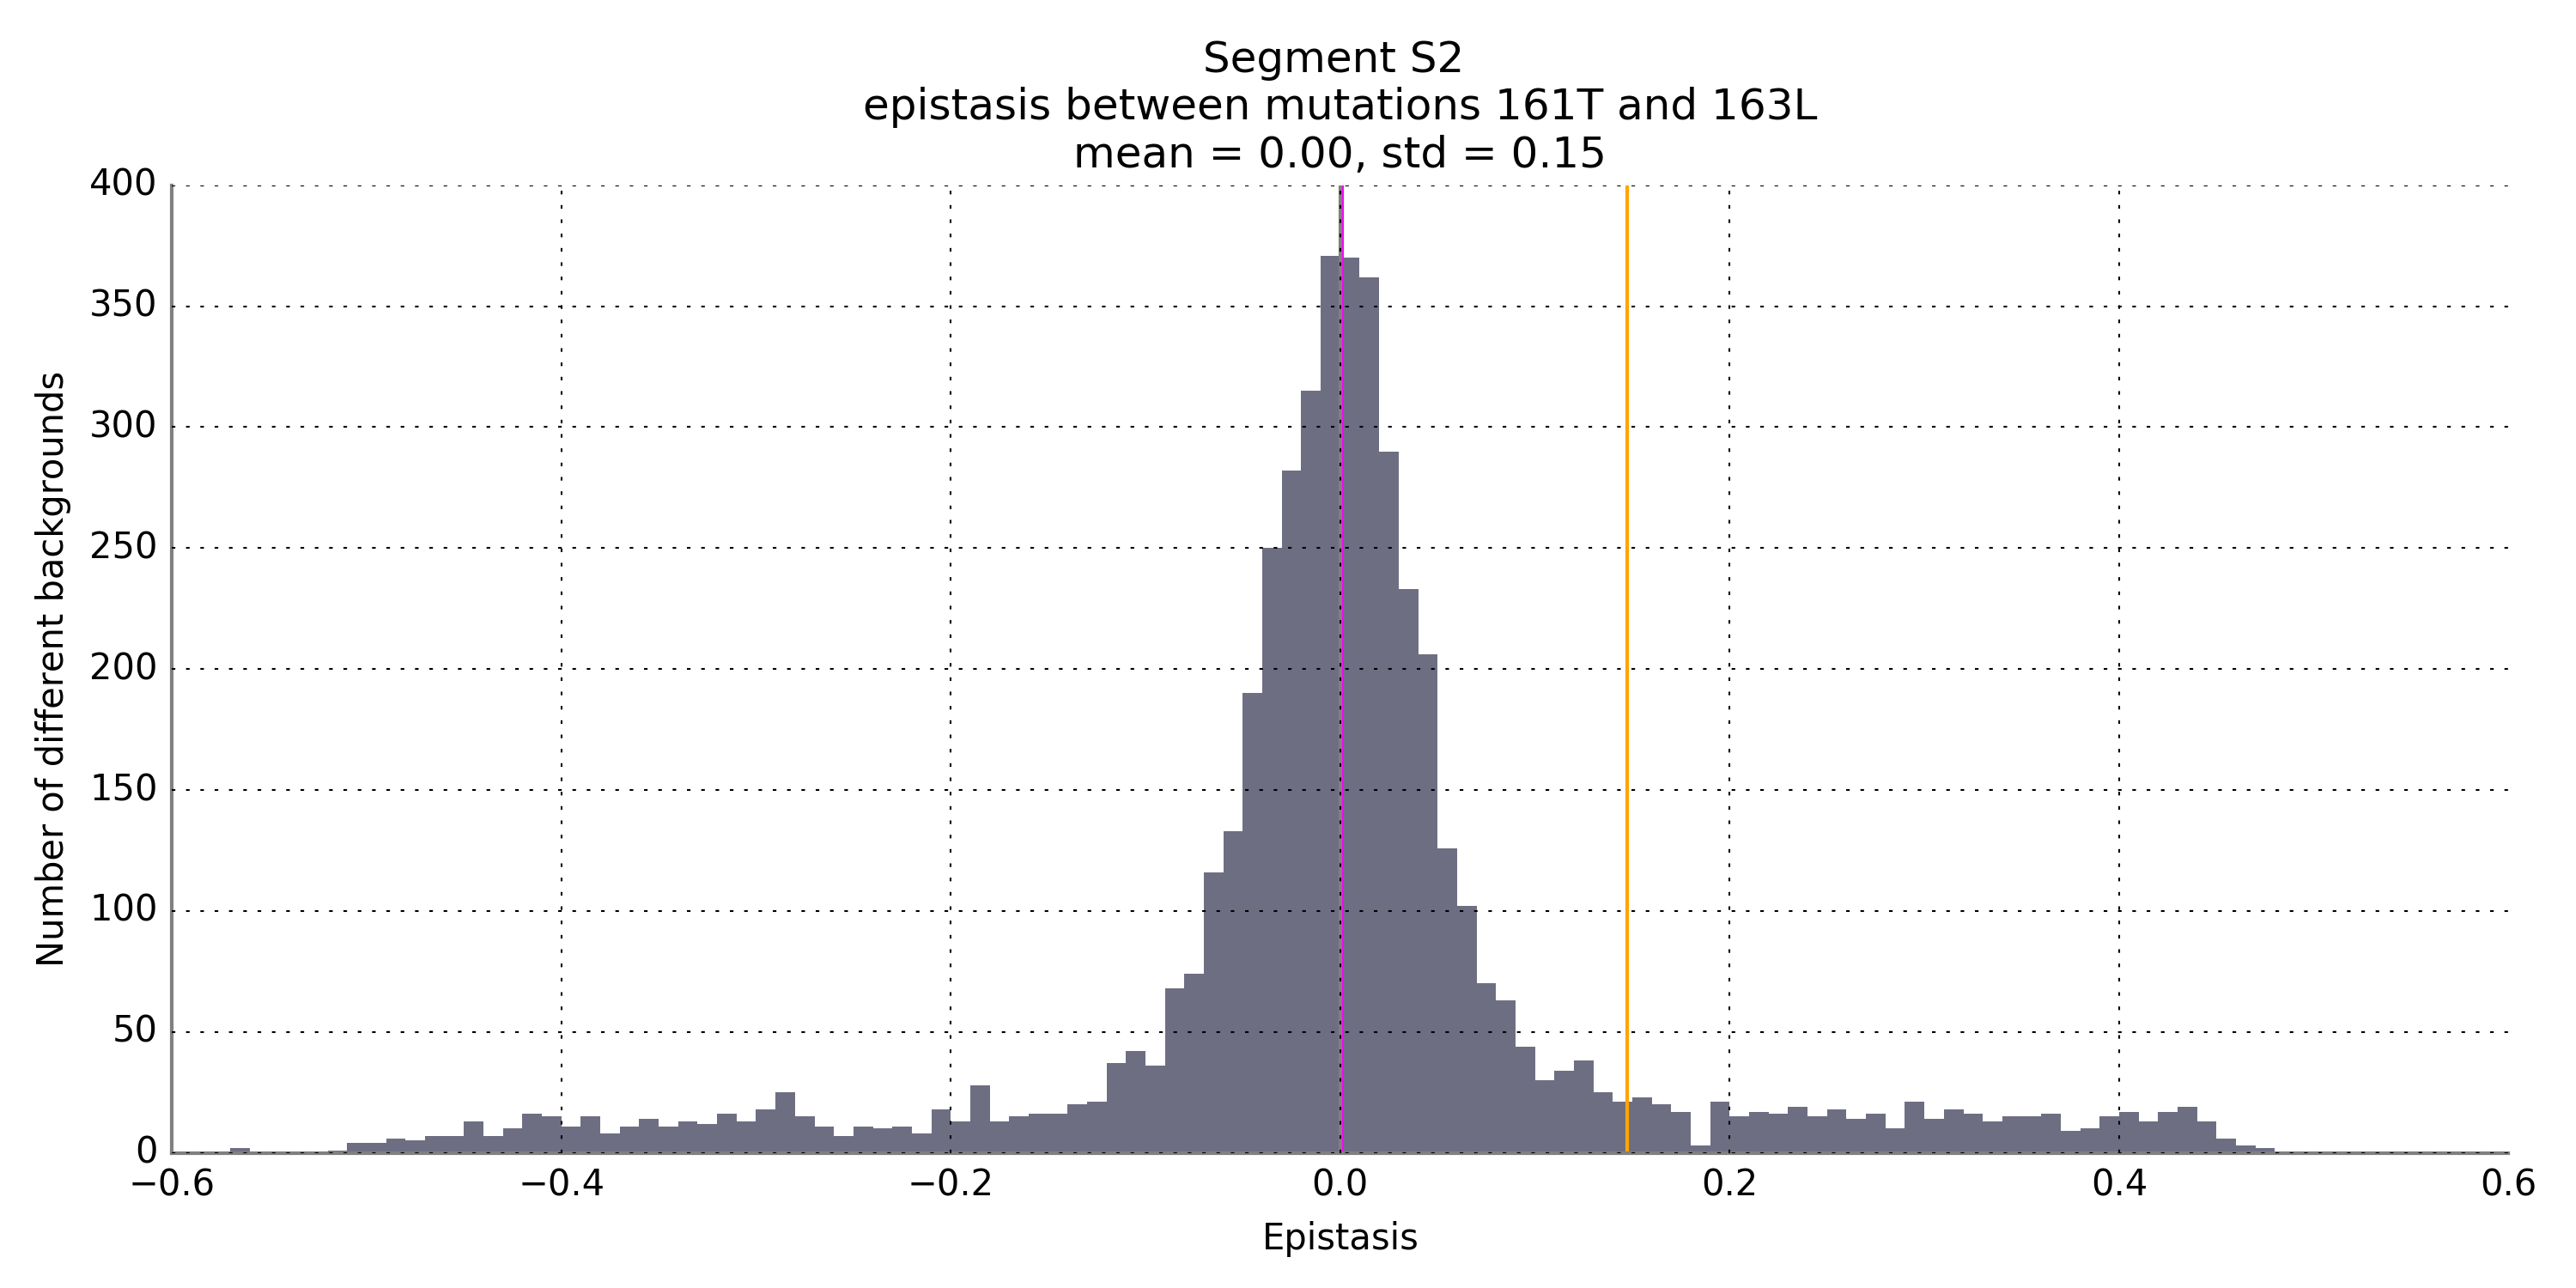 Segment S2
epistasis between mutations 161T and 163L
mean = 0.00, std = 0.15
400
350
300
250
200
150
100
50
0
Number of different backgrounds
−0.6 −0.4 −0.2 0.0 0.2 0.4 0.6
Epistasis